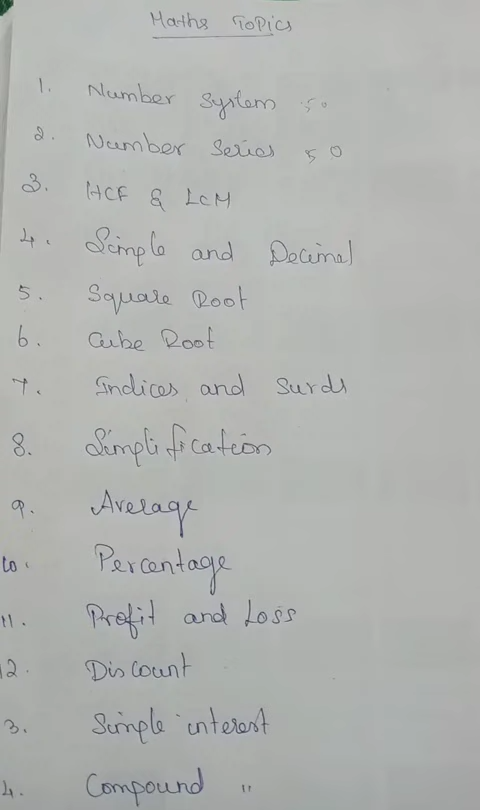 Maths Topics
1. Number System 50
2. Number Series 50
3. HCF & LCM
4. Simple and Decimal
5. Square Root
6. Cube Root
7. Indices and Surds
8. Simplification
9. Average
10. Percentage
11. Profit and Loss
12. Discount
3. Simple interest
4. Compound "